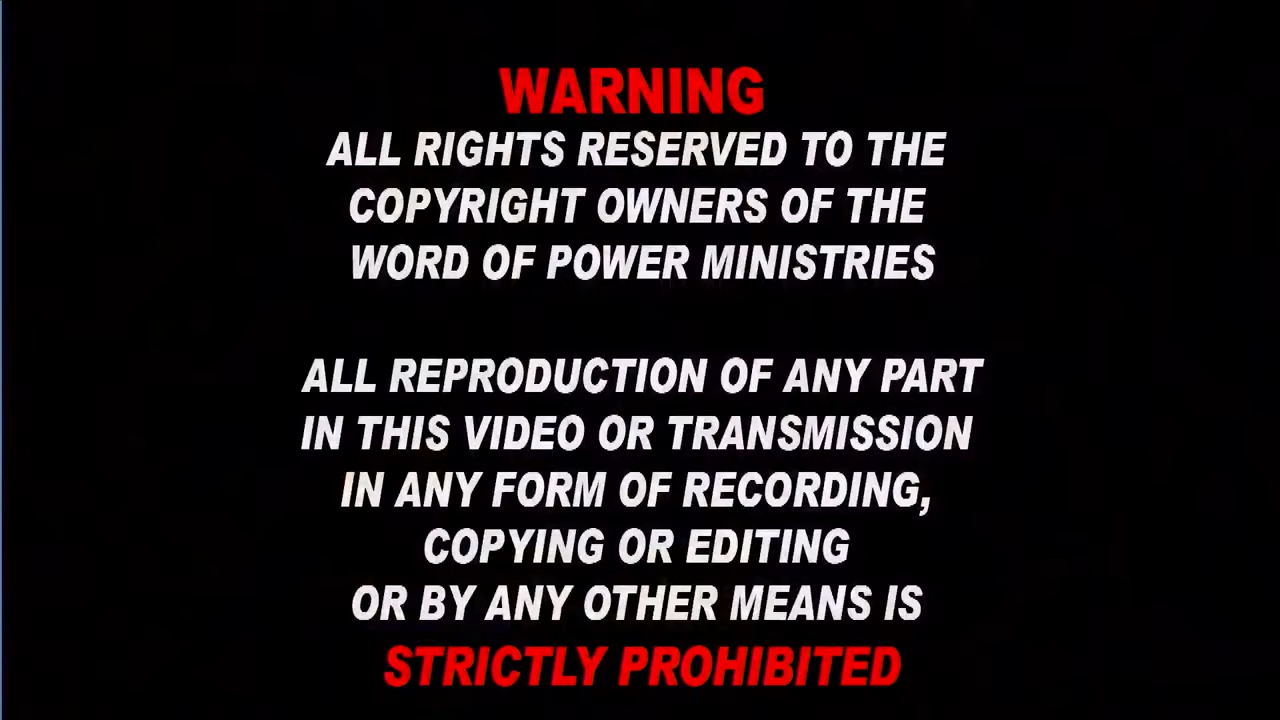 WARNING
ALL RIGHTS RESERVED TO THE
COPYRIGHT OWNERS OF THE
WORD OF POWER MINISTRIES
ALL REPRODUCTION OF ANY PART
IN THIS VIDEO OR TRANSMISSION
IN ANY FORM OF RECORDING,
COPYING OR EDITING
OR BY ANY OTHER MEANS IS
STRICTLY PROHIBITED